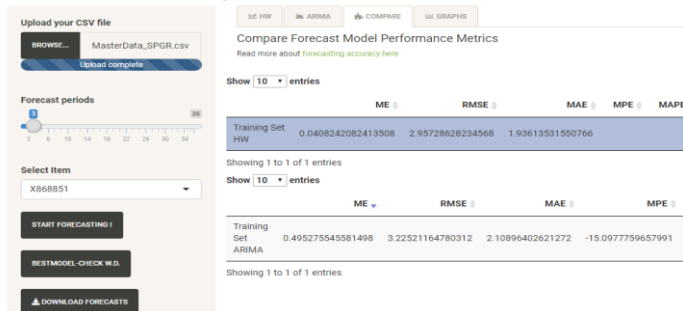 Upload your CSV file
BROWSE... MasterData_SPGR.csv
Upload complete
Forecast periods
3 36
2 6 10 14 18 22 26 30 34
Select Item
X868851
START FORECASTING !
BESTMODEL-CHECK W.D.
DOWNLOAD FORECASTS
HW ARIMA COMPARE GRAPHS
Compare Forecast Model Performance Metrics
Read more about forecasting accuracy here
Show 10 entries
ME RMSE MAE MPE MAPE
Training Set
HW 0.0408242082413508 2.95728628234568 1.93613531550766
Showing 1 to 1 of 1 entries
Show 10 entries
ME RMSE MAE MPE
Training
Set
ARIMA 0.495275545581498 3.22521164780312 2.10896402621272 -15.0977759657991
Showing 1 to 1 of 1 entries